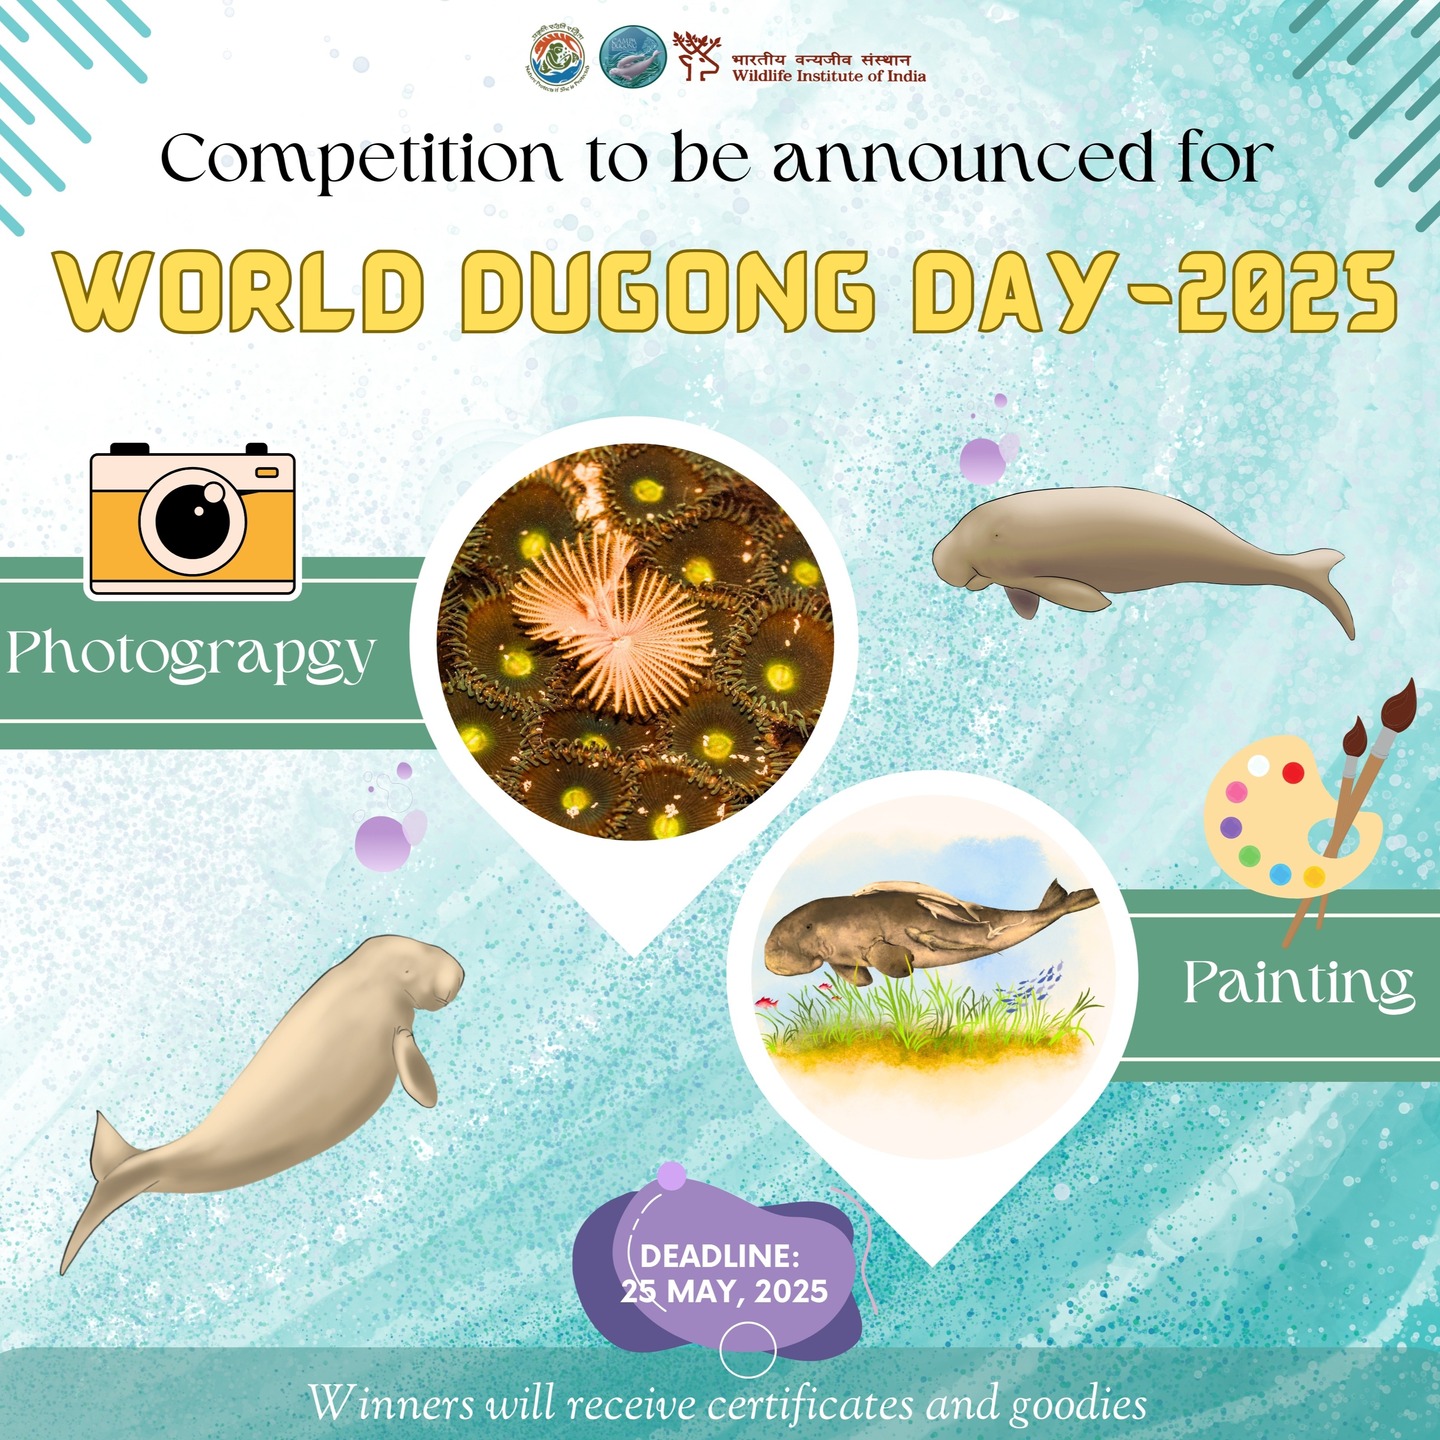 भारतीय वन्यजीव संस्थान
Wildlife Institute of India
Competition to be announced for
WORLD DUGONG DAY-2025
Photograpgy
Painting
DEADLINE:
25 MAY, 2025
Winners will receive certificates and goodies